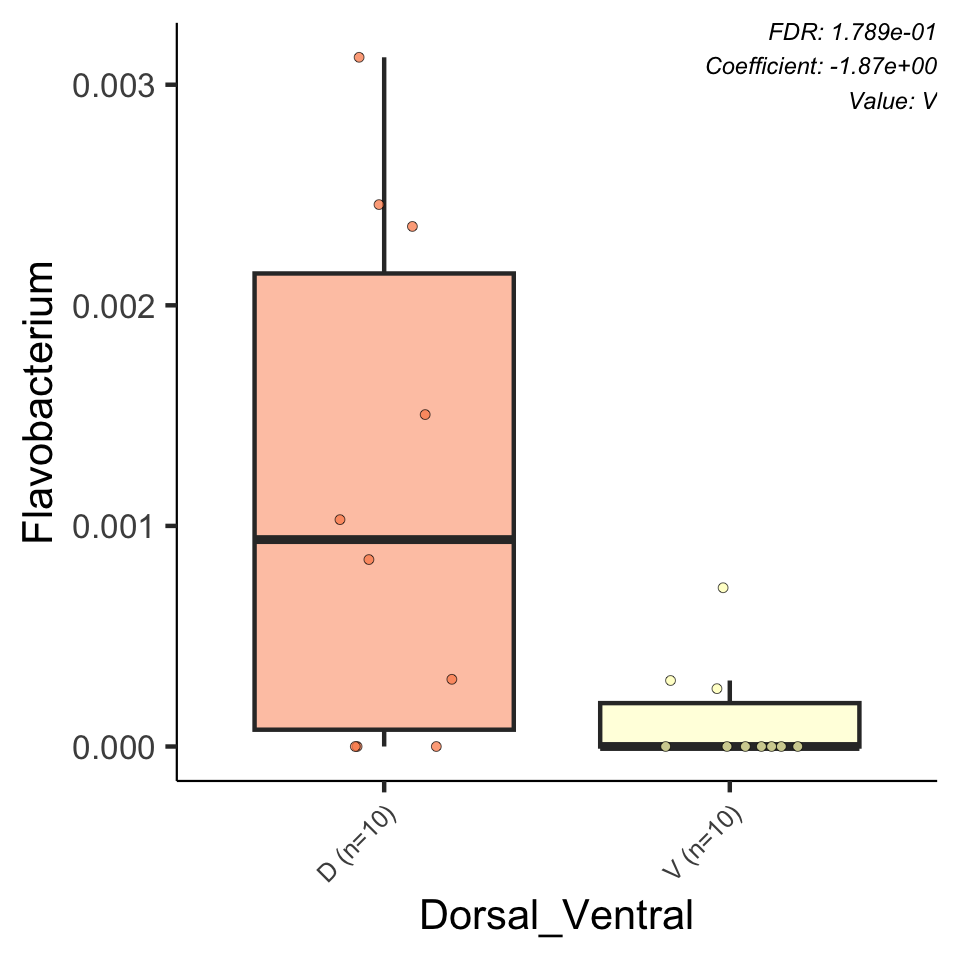 FDR: 1.789e-01
Coefficient: -1.87e+00
Value: V
Flavobacterium
0.003
0.002
0.001
0.000
D (n=10)
V (n=10)
Dorsal_Ventral